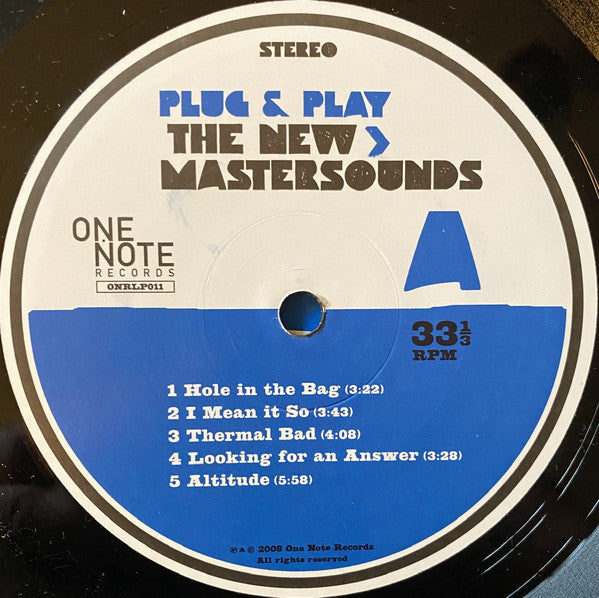 STEREO
PLUG & PLAY
THE NEW >
MASTERSOUNDS
ONE
NOTE
RECORDS
ONRLP011
A
33 1/3
RPM
1 Hole in the Bag (3:22)
2 I Mean it So (3:43)
3 Thermal Bad (4:08)
4 Looking for an Answer (3:28)
5 Altitude (5:58)
℗ & © 2008 One Note Records
All rights reserved